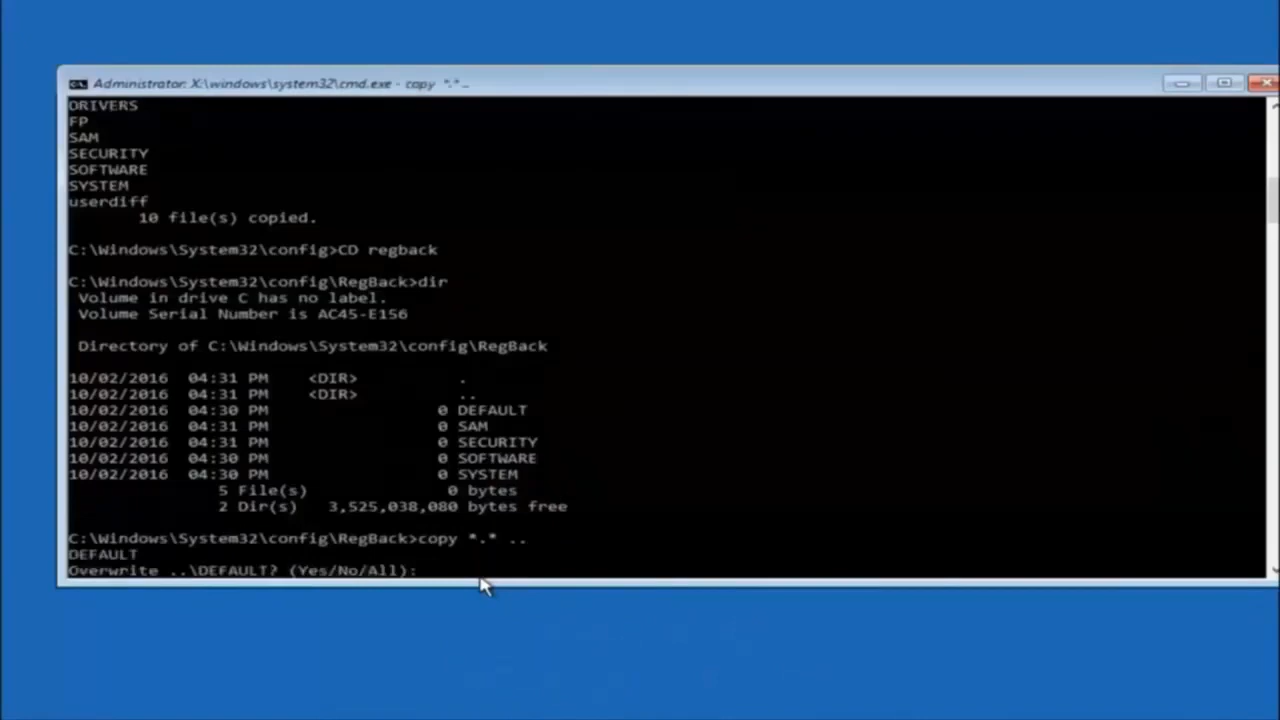 Administrator: X:\windows\system32\cmd.exe - copy *.* ..
DRIVERS
FP
SAM
SECURITY
SOFTWARE
SYSTEM
userdiff
10 file(s) copied.
C:\Windows\System32\config>CD regback
C:\Windows\System32\config\RegBack>dir
Volume in drive C has no label.
Volume Serial Number is AC45-E156
Directory of C:\Windows\System32\config\RegBack
10/02/2016 04:31 PM <DIR> .
10/02/2016 04:31 PM <DIR> ..
10/02/2016 04:30 PM 0 DEFAULT
10/02/2016 04:30 PM 0 SAM
10/02/2016 04:30 PM 0 SECURITY
10/02/2016 04:30 PM 0 SOFTWARE
10/02/2016 04:30 PM 0 SYSTEM
5 File(s) 0 bytes
2 Dir(s) 3,525,038,080 bytes free
C:\Windows\System32\config\RegBack>copy *.* ..
DEFAULT
Overwrite ..\DEFAULT? (Yes/No/All):